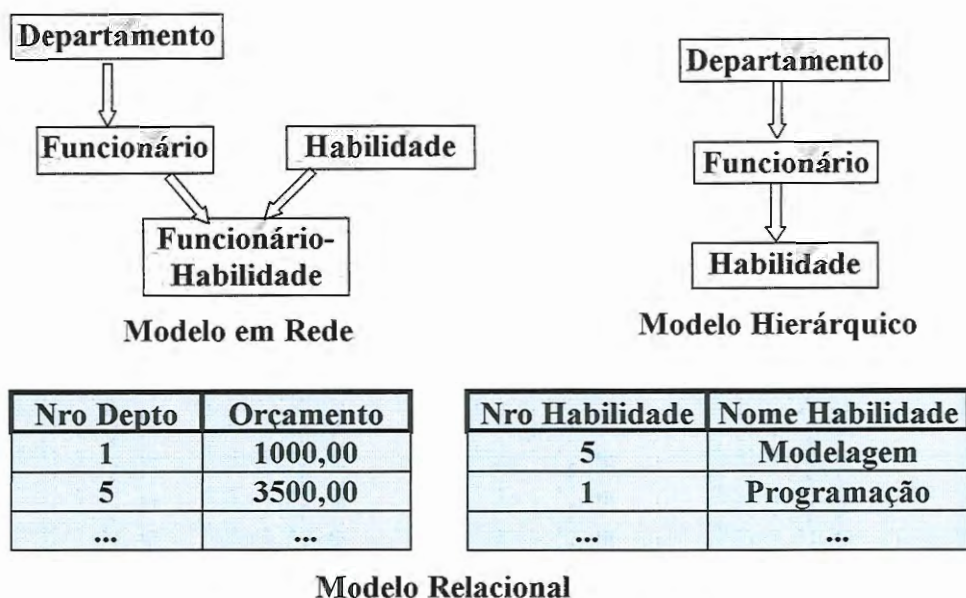 Departamento
Funcionário
Habilidade
Funcionário-
Habilidade
Modelo em Rede
Departamento
Funcionário
Habilidade
Modelo Hierárquico
Nro Depto Orçamento
1 1000,00
5 3500,00
... ...
Nro Habilidade Nome Habilidade
5 Modelagem
1 Programação
... ...
Modelo Relacional